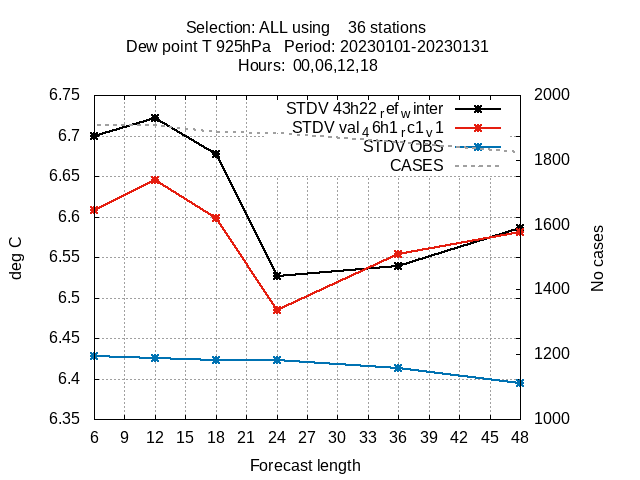 Selection: ALL using    36 stations
Dew point T 925hPa   Period: 20230101-20230131
Hours:  00,06,12,18
6.75
6.7
6.65
6.6
6.55
6.5
6.45
6.4
6.35
deg C
STDV 43h22refwinter
STDV val46h1rc1v1
STDV OBS
CASES
2000
1800
1600
1400
1200
1000
No cases
6 9 12 15 18 21 24 27 30 33 36 39 42 45 48
Forecast length